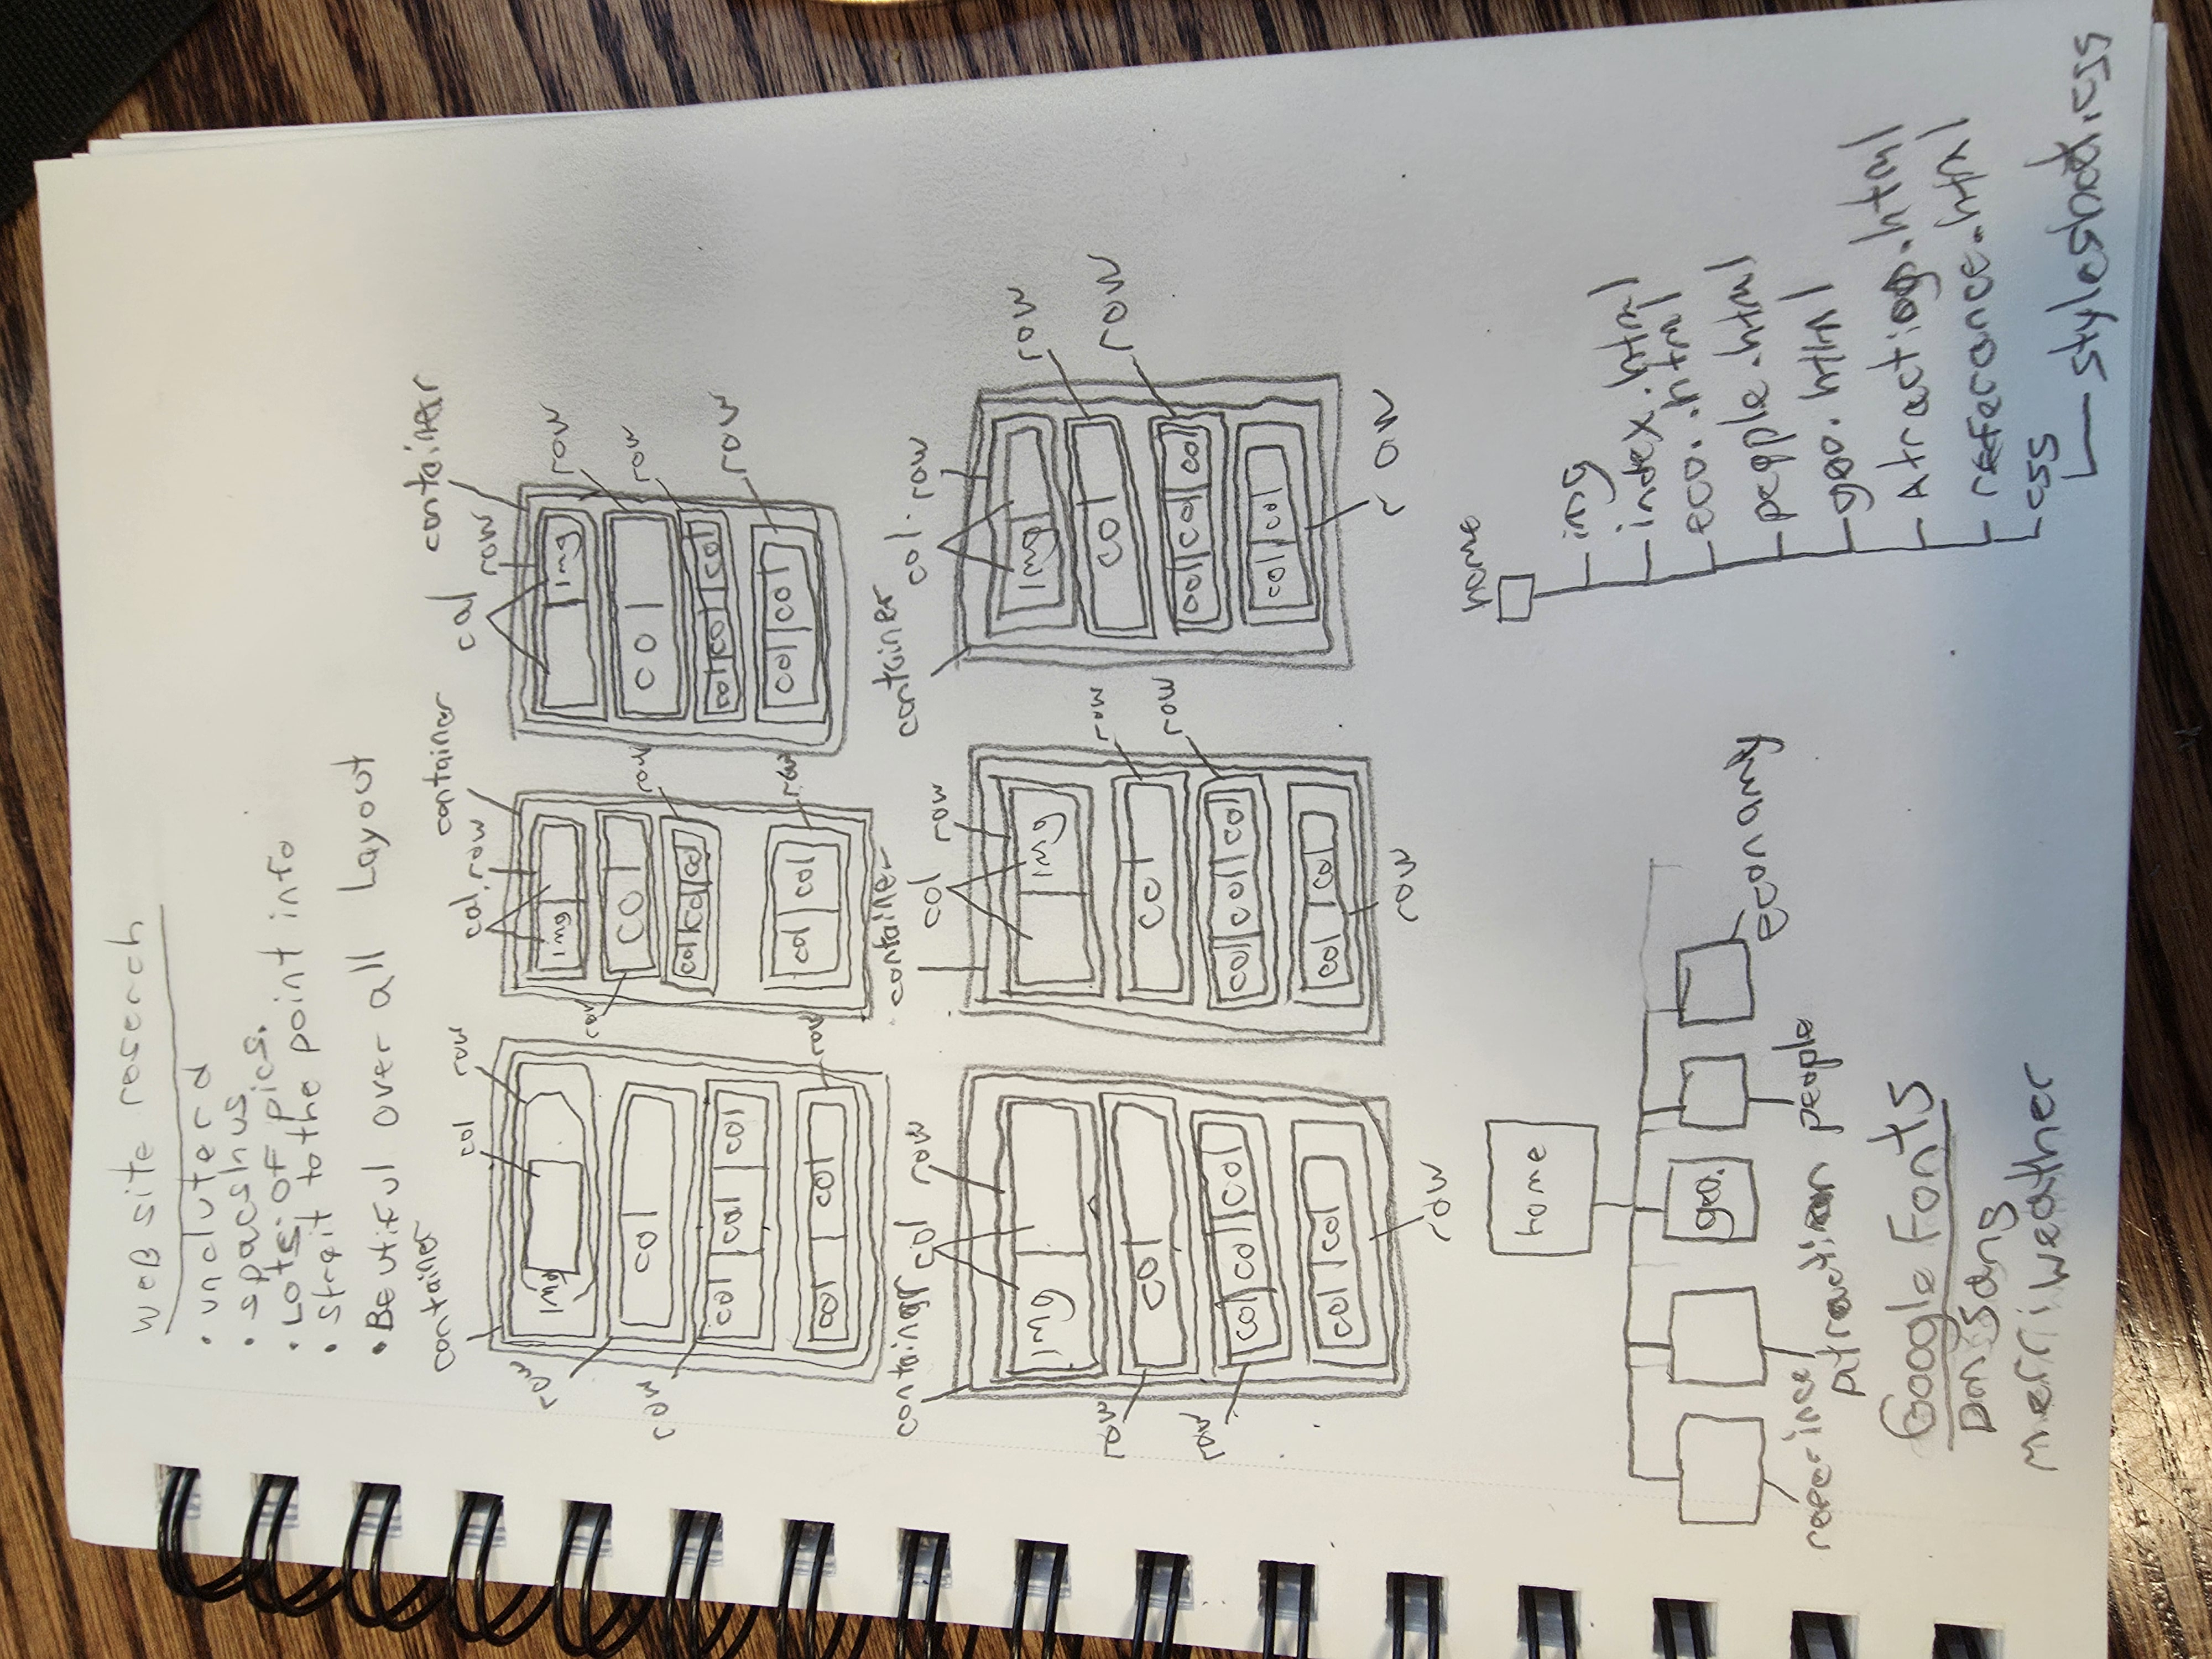 WEB site reserch
• uncluterd
• spacshus
• Lots of pics.
• strait to the point info
• BEutiful over all Layout
container
col row
row
img
col
row
col col col
col col
row
container
col row
img
row
col
row
col col col
col col
row
container
col
row
img
row
col
row
col col col
row
col col
container
col row
img
row
col
row
col col col
col col
row
container
col row
img
row
col
row
col col col
col col
row
container
col row
img
row
col
row
col col col
col col
row
home
geo.
referince
Atraction
people
economy
Google Fonts
DM Sans
Merriweather
home
img
index.html
eco. .html
people.html
geo.html
Atractions.html
referance.html
css
stylesheet.css